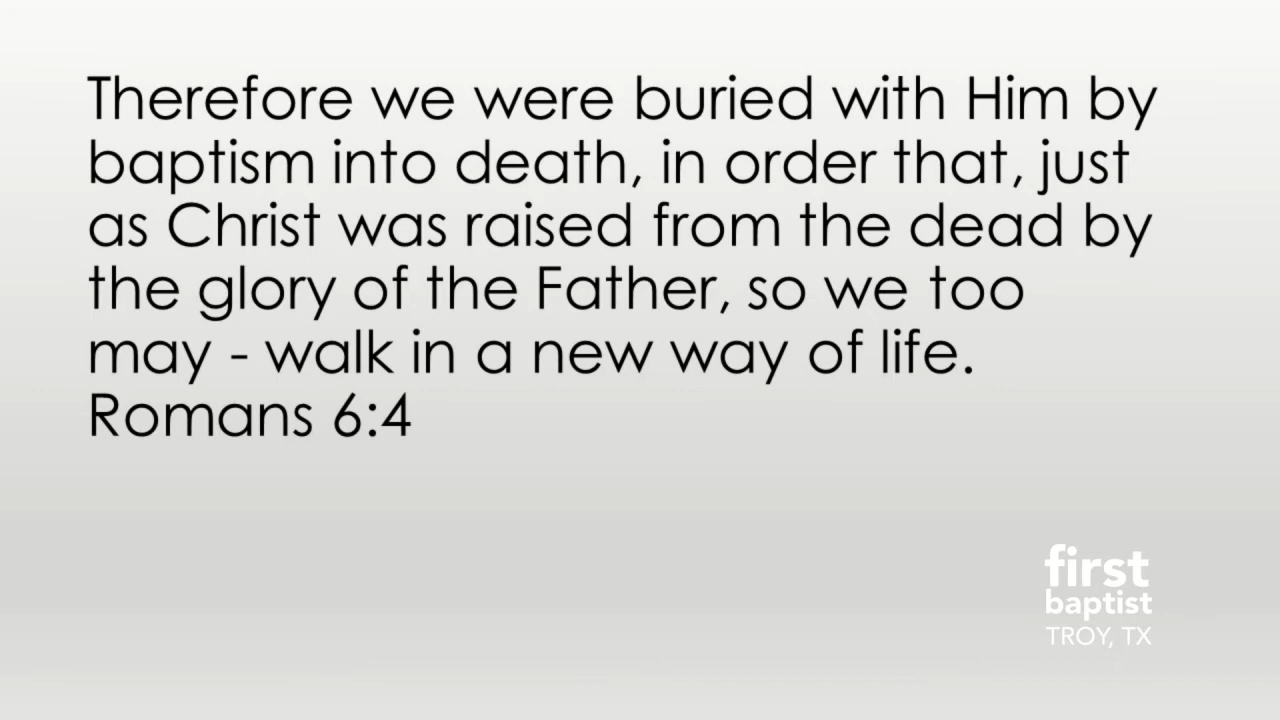 Therefore we were buried with Him by
baptism into death, in order that, just
as Christ was raised from the dead by
the glory of the Father, so we too
may - walk in a new way of life.
Romans 6:4
first
baptist
TROY, TX